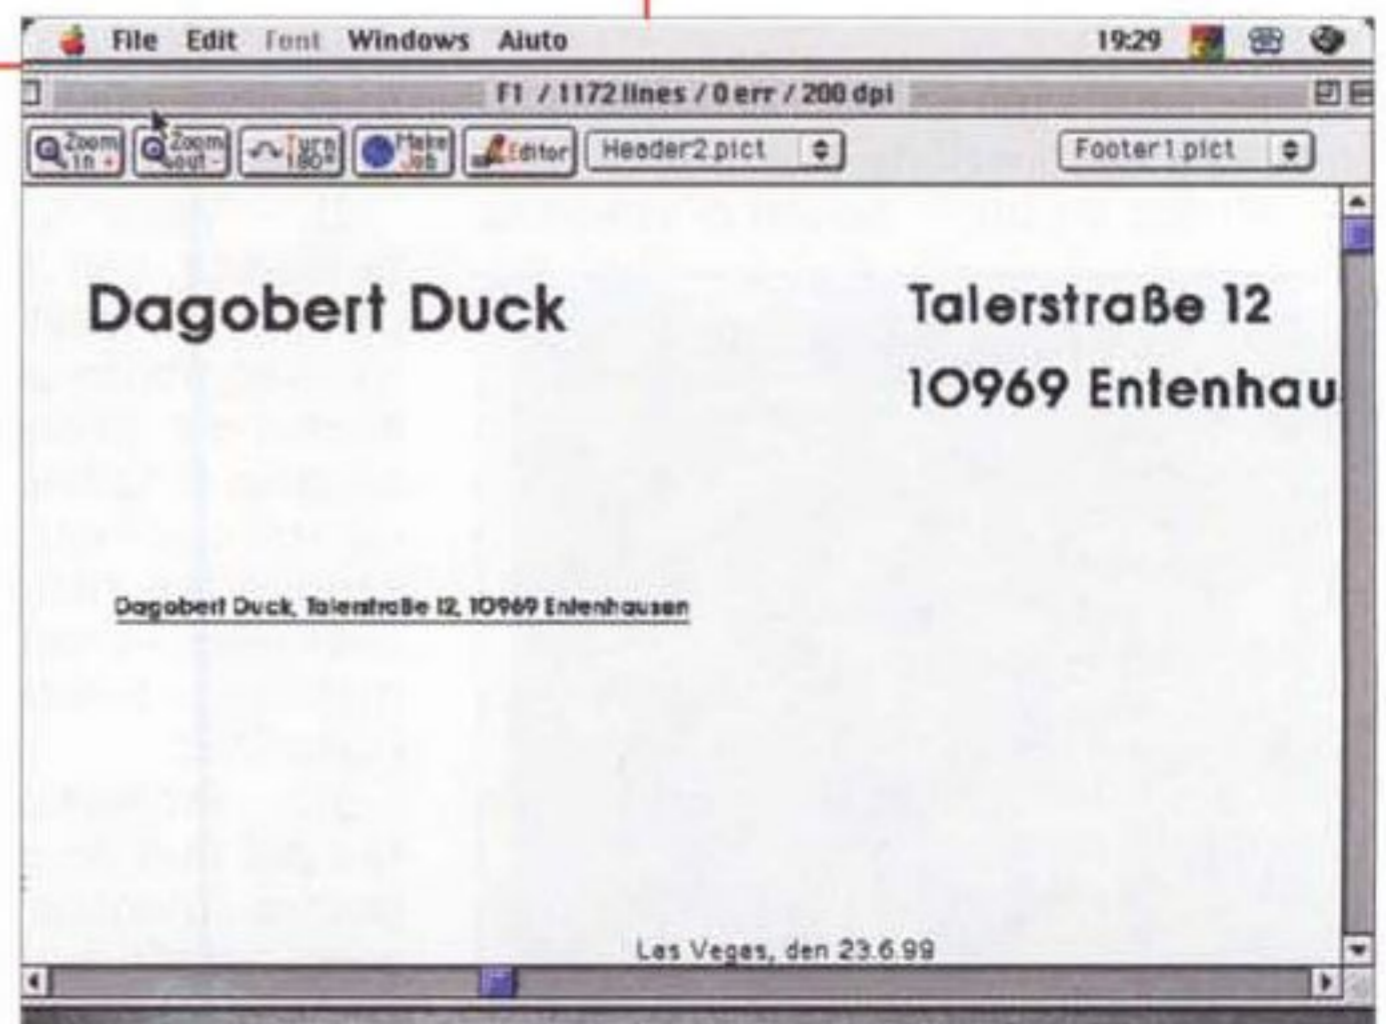 File Edit Font Windows Aiuto 19:29
F1 / 1172 lines / 0 err / 200 dpi
Zoom in + Zoom out - Turn 180° Make Job Editor Header2.pict Footer1.pict
Dagobert Duck
Talerstraße 12
10969 Entenhau
Dagobert Duck, Talerstraße 12, 10969 Entenhausen
Las Vegas, den 23.6.99